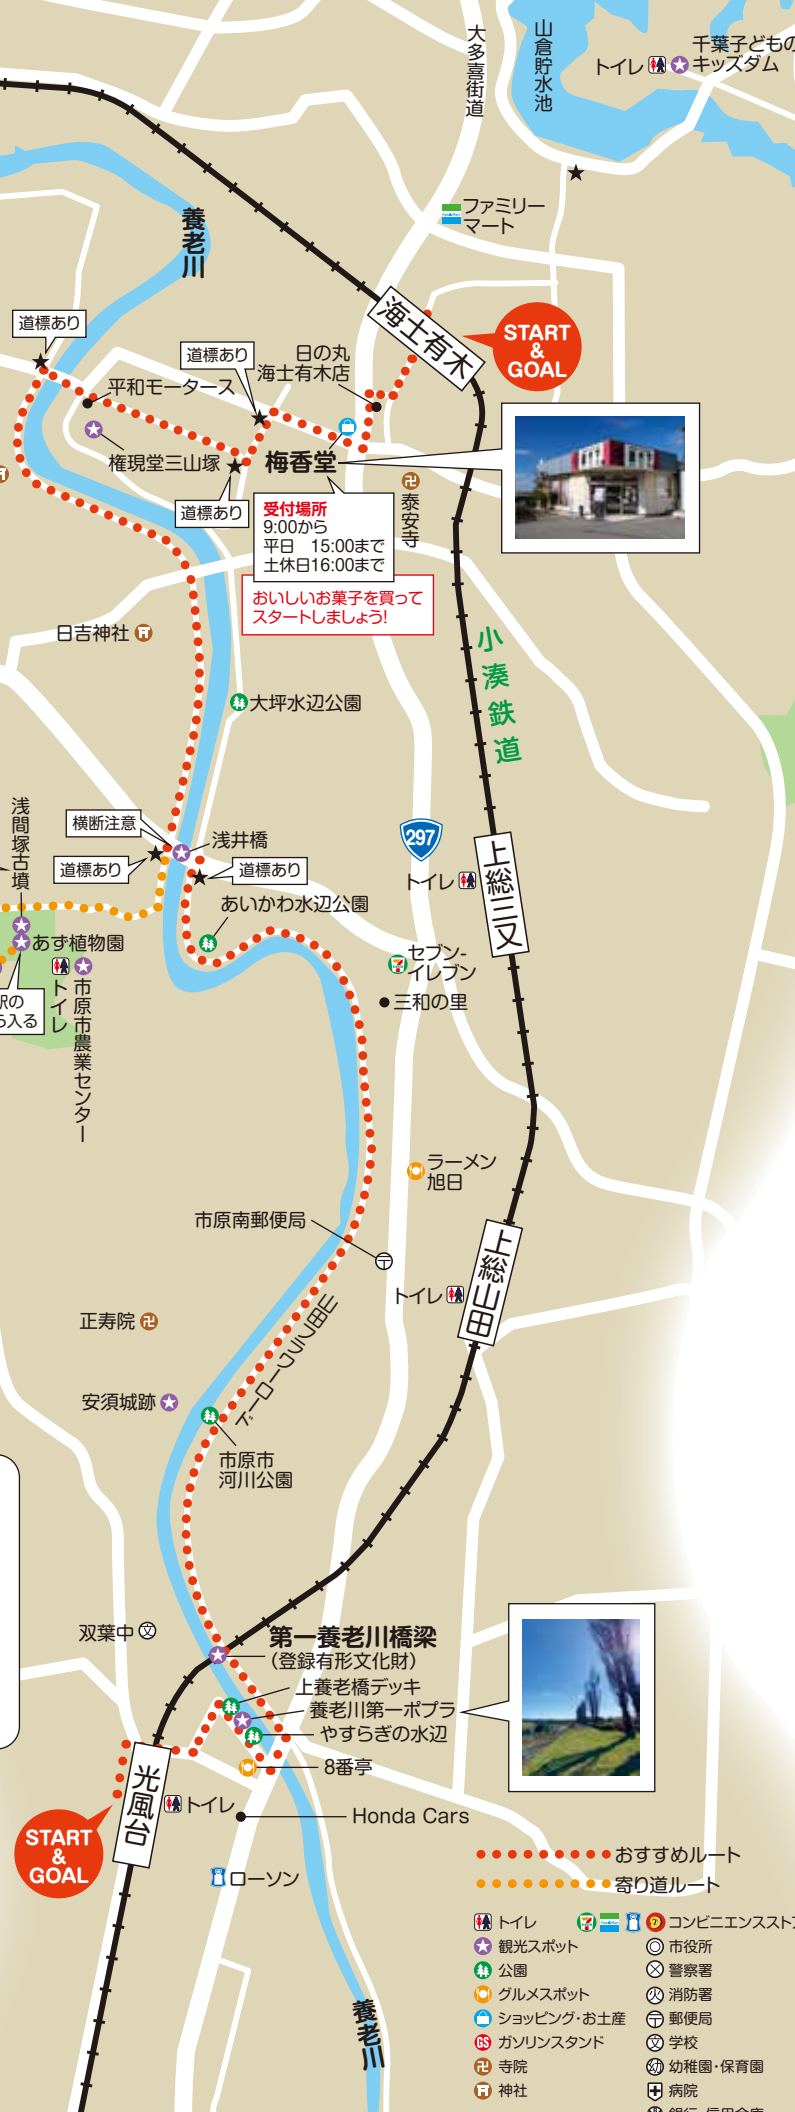 大多喜街道
山倉貯水池
千葉子どもの
キッズダム
トイレ
養老川
ファミリー
マート
海士有木
START
&
GOAL
道標あり
道標あり
日の丸
海士有木店
平和モータース
権現堂三山塚
梅香堂
道標あり
受付場所
9:00から
平日 15:00まで
土休日16:00まで
おいしいお菓子を買って
スタートしましょう!
泰安寺
日吉神社
小湊鉄道
大坪水辺公園
浅間塚古墳
横断注意
浅井橋
道標あり
道標あり
297
上総三又
トイレ
あいかわ水辺公園
あず植物園
トイレ
市原市農業センター
駅の
ら入る
セブン-
イレブン
三和の里
ラーメン
旭日
市原南郵便局
上総山田
トイレ
山田フラワーロード
正寿院
安須城跡
市原市
河川公園
双葉中
第一養老川橋梁
(登録有形文化財)
上養老橋デッキ
養老川第一ポプラ
やすらぎの水辺
8番亭
光風台
トイレ
Honda Cars
START
&
GOAL
ローソン
養老川
おすすめルート
寄り道ルート
トイレ
コンビニエンススト
観光スポット
市役所
公園
警察署
グルメスポット
消防署
ショッピング・お土産
郵便局
GS ガソリンスタンド
文 学校
寺院
幼 幼稚園・保育園
神社
病院